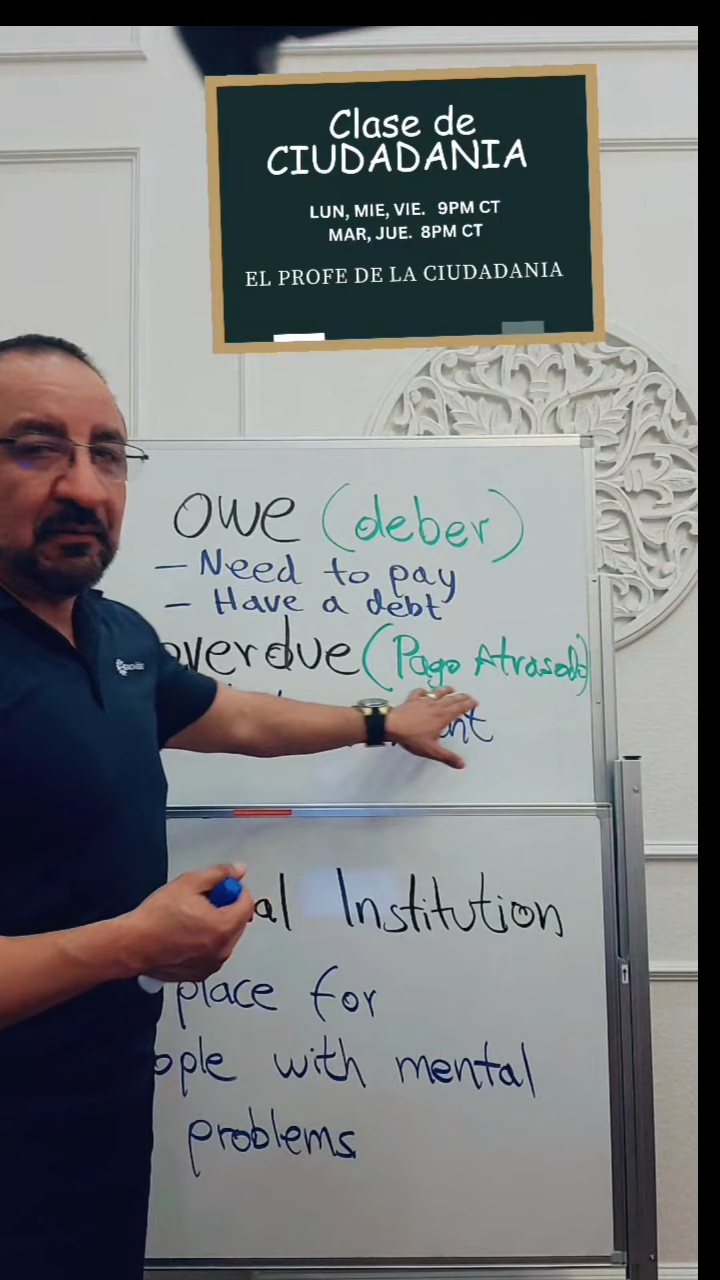 Clase de
CIUDADANIA
LUN, MIE, VIE. 9PM CT
MAR, JUE. 8PM CT
EL PROFE DE LA CIUDADANIA
owe (deber)
- Need to pay
- Have a debt
overdue (Pago Atrasado)
al Institution
place for
ople with mental
problems